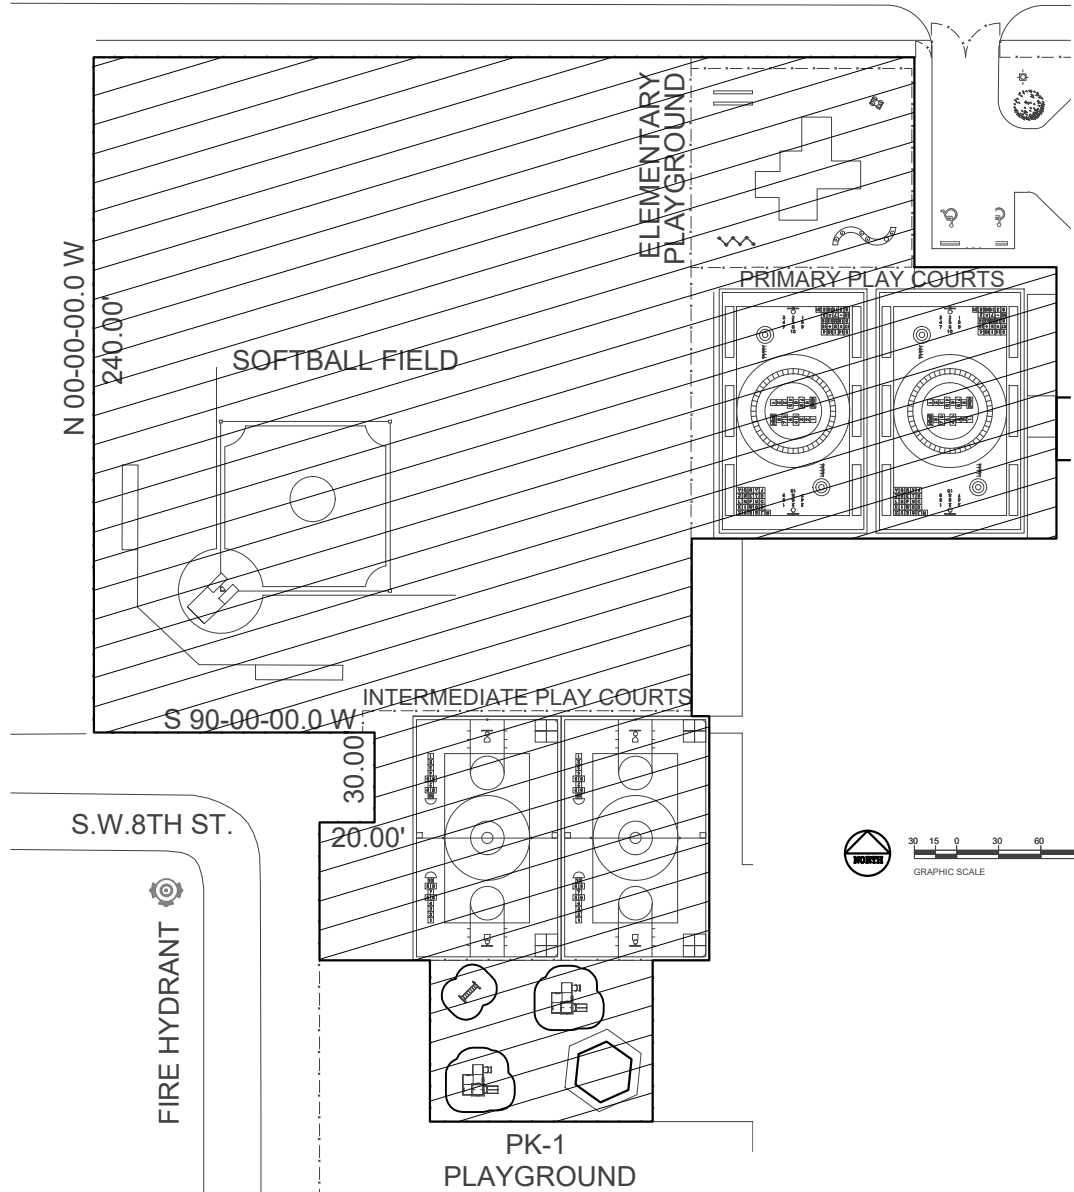 ELEMENTARY
PLAYGROUND
PRIMARY PLAY COURTS
N 00-00-00.0 W
240.00'
SOFTBALL FIELD
INTERMEDIATE PLAY COURTS
S 90-00-00.0 W
30.00'
20.00'
S.W.8TH ST.
FIRE HYDRANT
NORTH
30 15 0 30 60
GRAPHIC SCALE
PK-1
PLAYGROUND